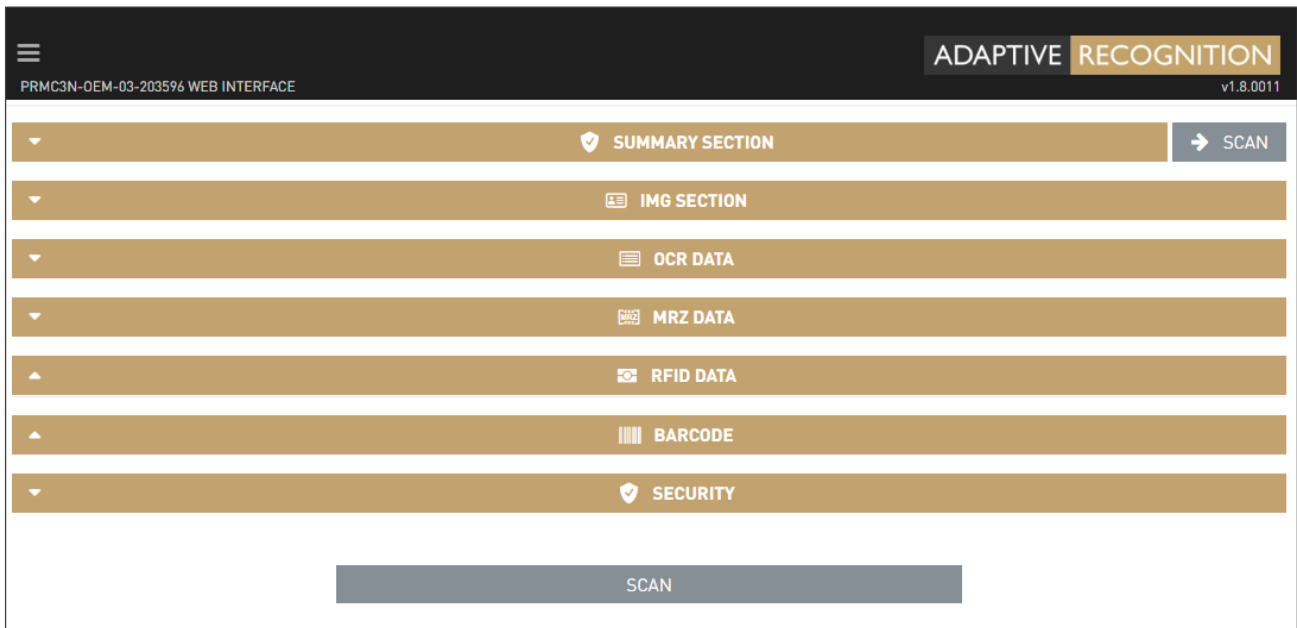 ADAPTIVE RECOGNITION
PRMC3N-OEM-03-203596 WEB INTERFACE
v1.8.0011
SUMMARY SECTION
SCAN
IMG SECTION
OCR DATA
MRZ
MRZ DATA
RFID DATA
BARCODE
SECURITY
SCAN